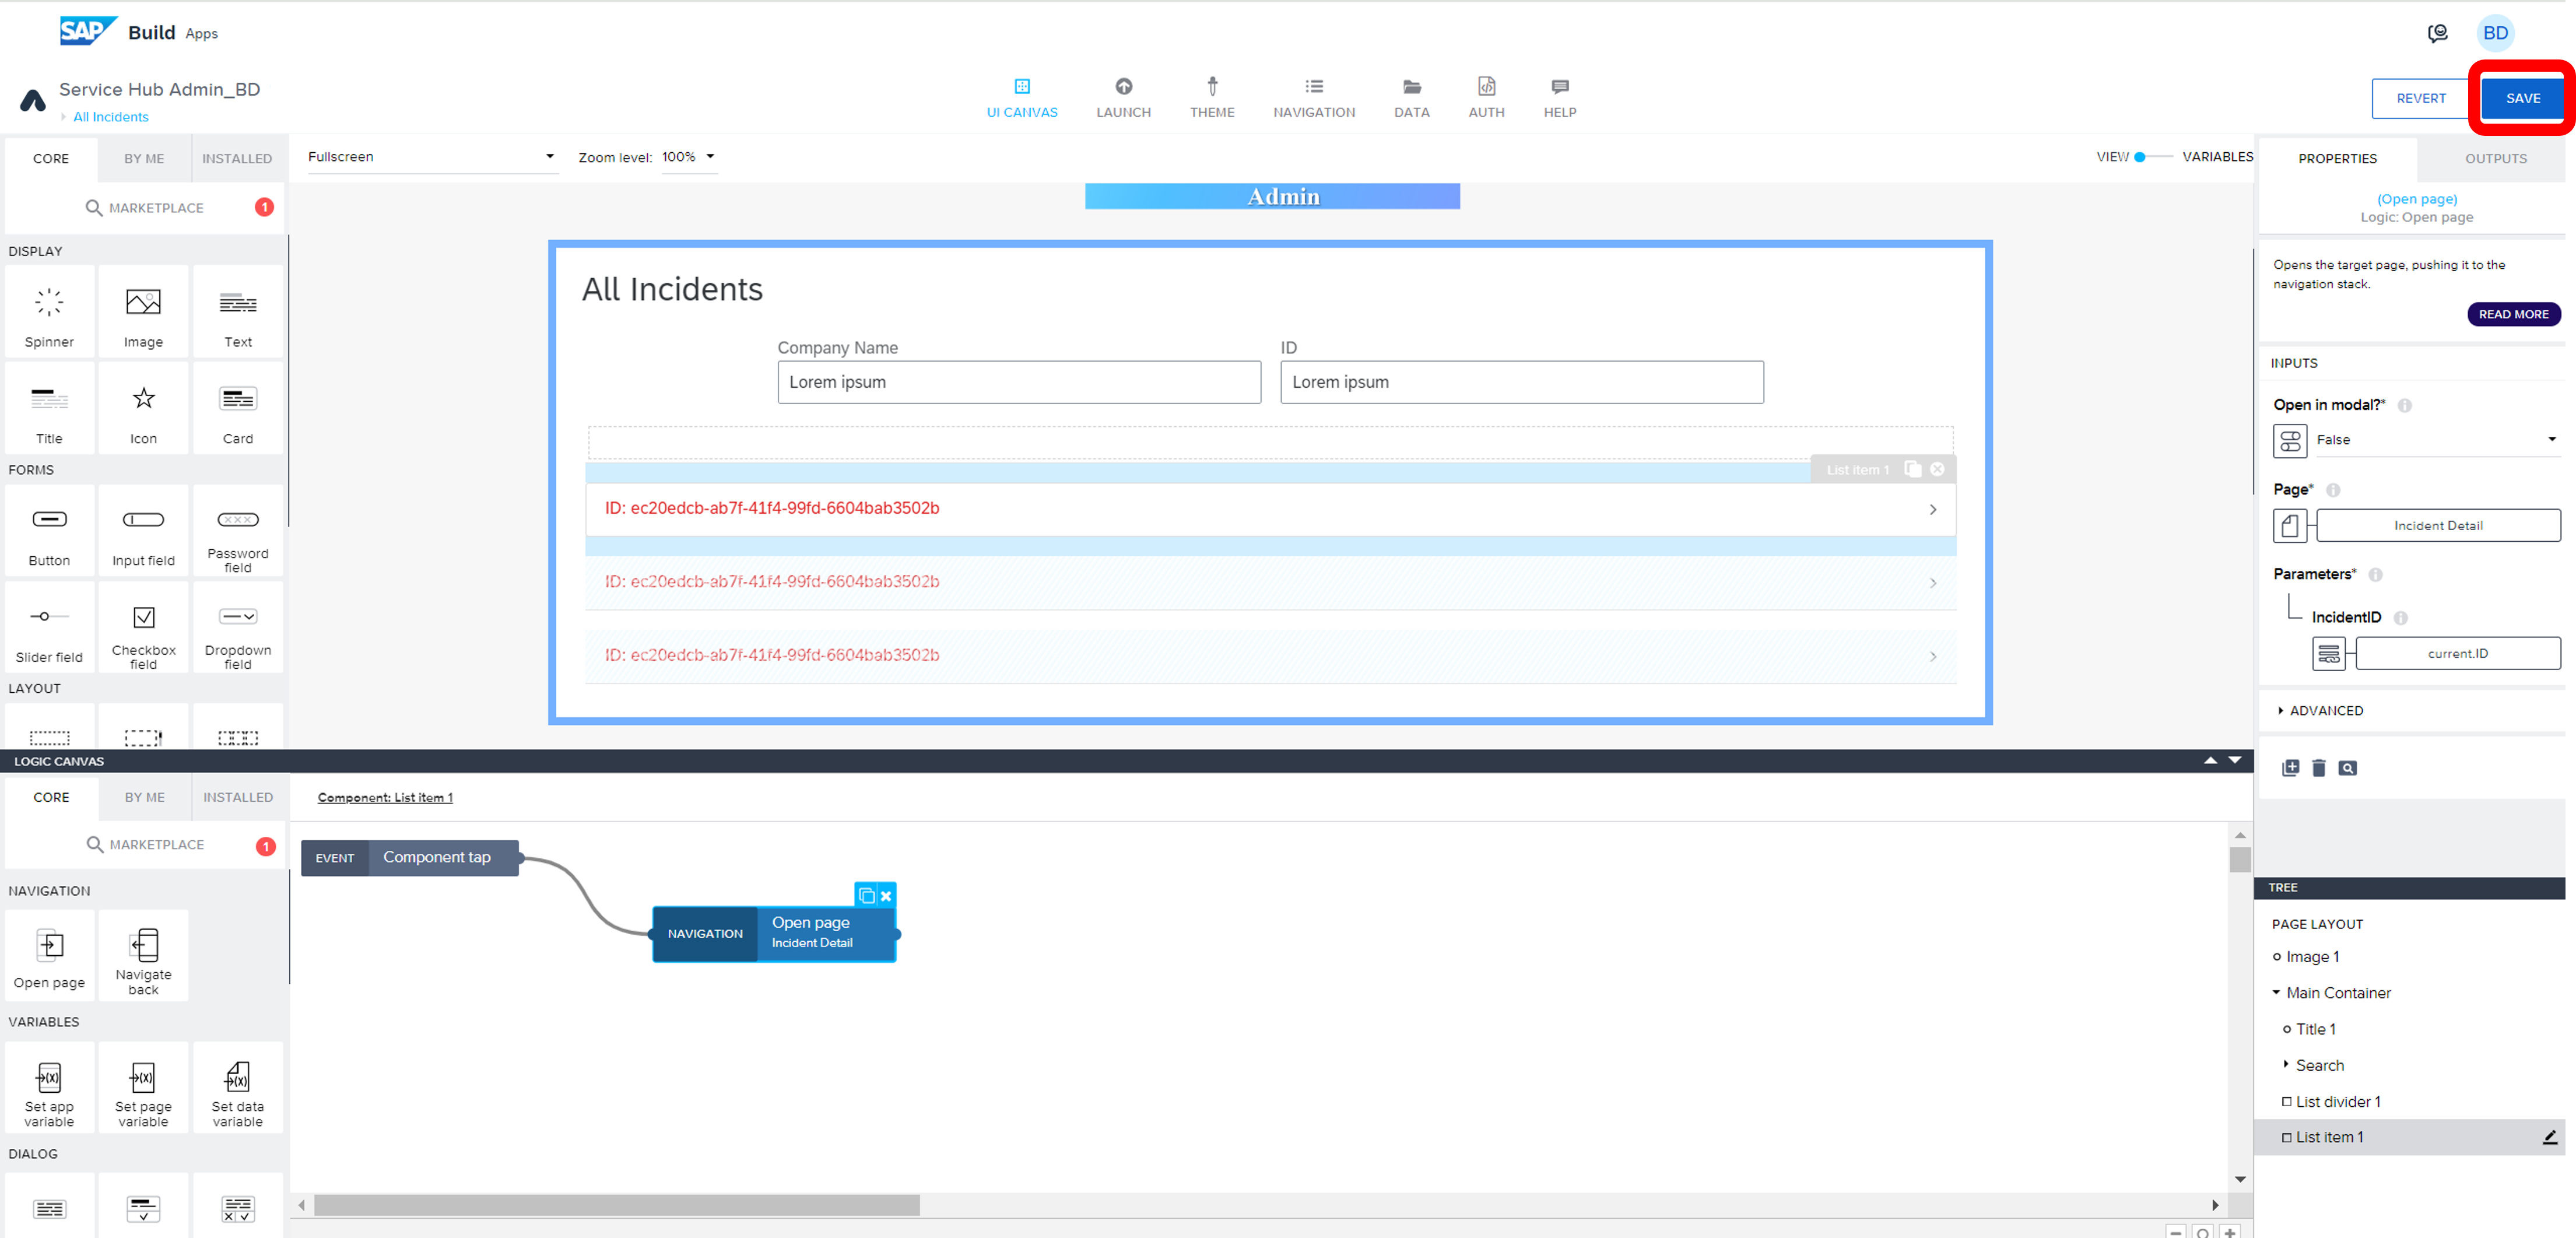 SAP Build Apps
BD
Service Hub Admin_BD
All Incidents
UI CANVAS
LAUNCH
THEME
NAVIGATION
DATA
AUTH
HELP
REVERT
SAVE
CORE
BY ME
INSTALLED
MARKETPLACE
1
DISPLAY
Spinner
Image
Text
Title
Icon
Card
FORMS
Button
Input field
Password
field
Slider field
Checkbox
field
Dropdown
field
LAYOUT
Fullscreen
Zoom level: 100%
VIEW
VARIABLES
Admin
All Incidents
Company Name
Lorem ipsum
ID
Lorem ipsum
List item 1
ID: ec20edcb-ab7f-41f4-99fd-6604bab3502b
ID: ec20edcb-ab7f-41f4-99fd-6604bab3502b
ID: ec20edcb-ab7f-41f4-99fd-6604bab3502b
PROPERTIES
OUTPUTS
(Open page)
Logic: Open page
Opens the target page, pushing it to the
navigation stack.
READ MORE
INPUTS
Open in modal?*
False
Page*
Incident Detail
Parameters*
IncidentID
current.ID
ADVANCED
LOGIC CANVAS
CORE
BY ME
INSTALLED
MARKETPLACE
1
NAVIGATION
Open page
Navigate
back
VARIABLES
Set app
variable
Set page
variable
Set data
variable
DIALOG
Component: List item 1
EVENT
Component tap
NAVIGATION
Open page
Incident Detail
TREE
PAGE LAYOUT
Image 1
Main Container
Title 1
Search
List divider 1
List item 1